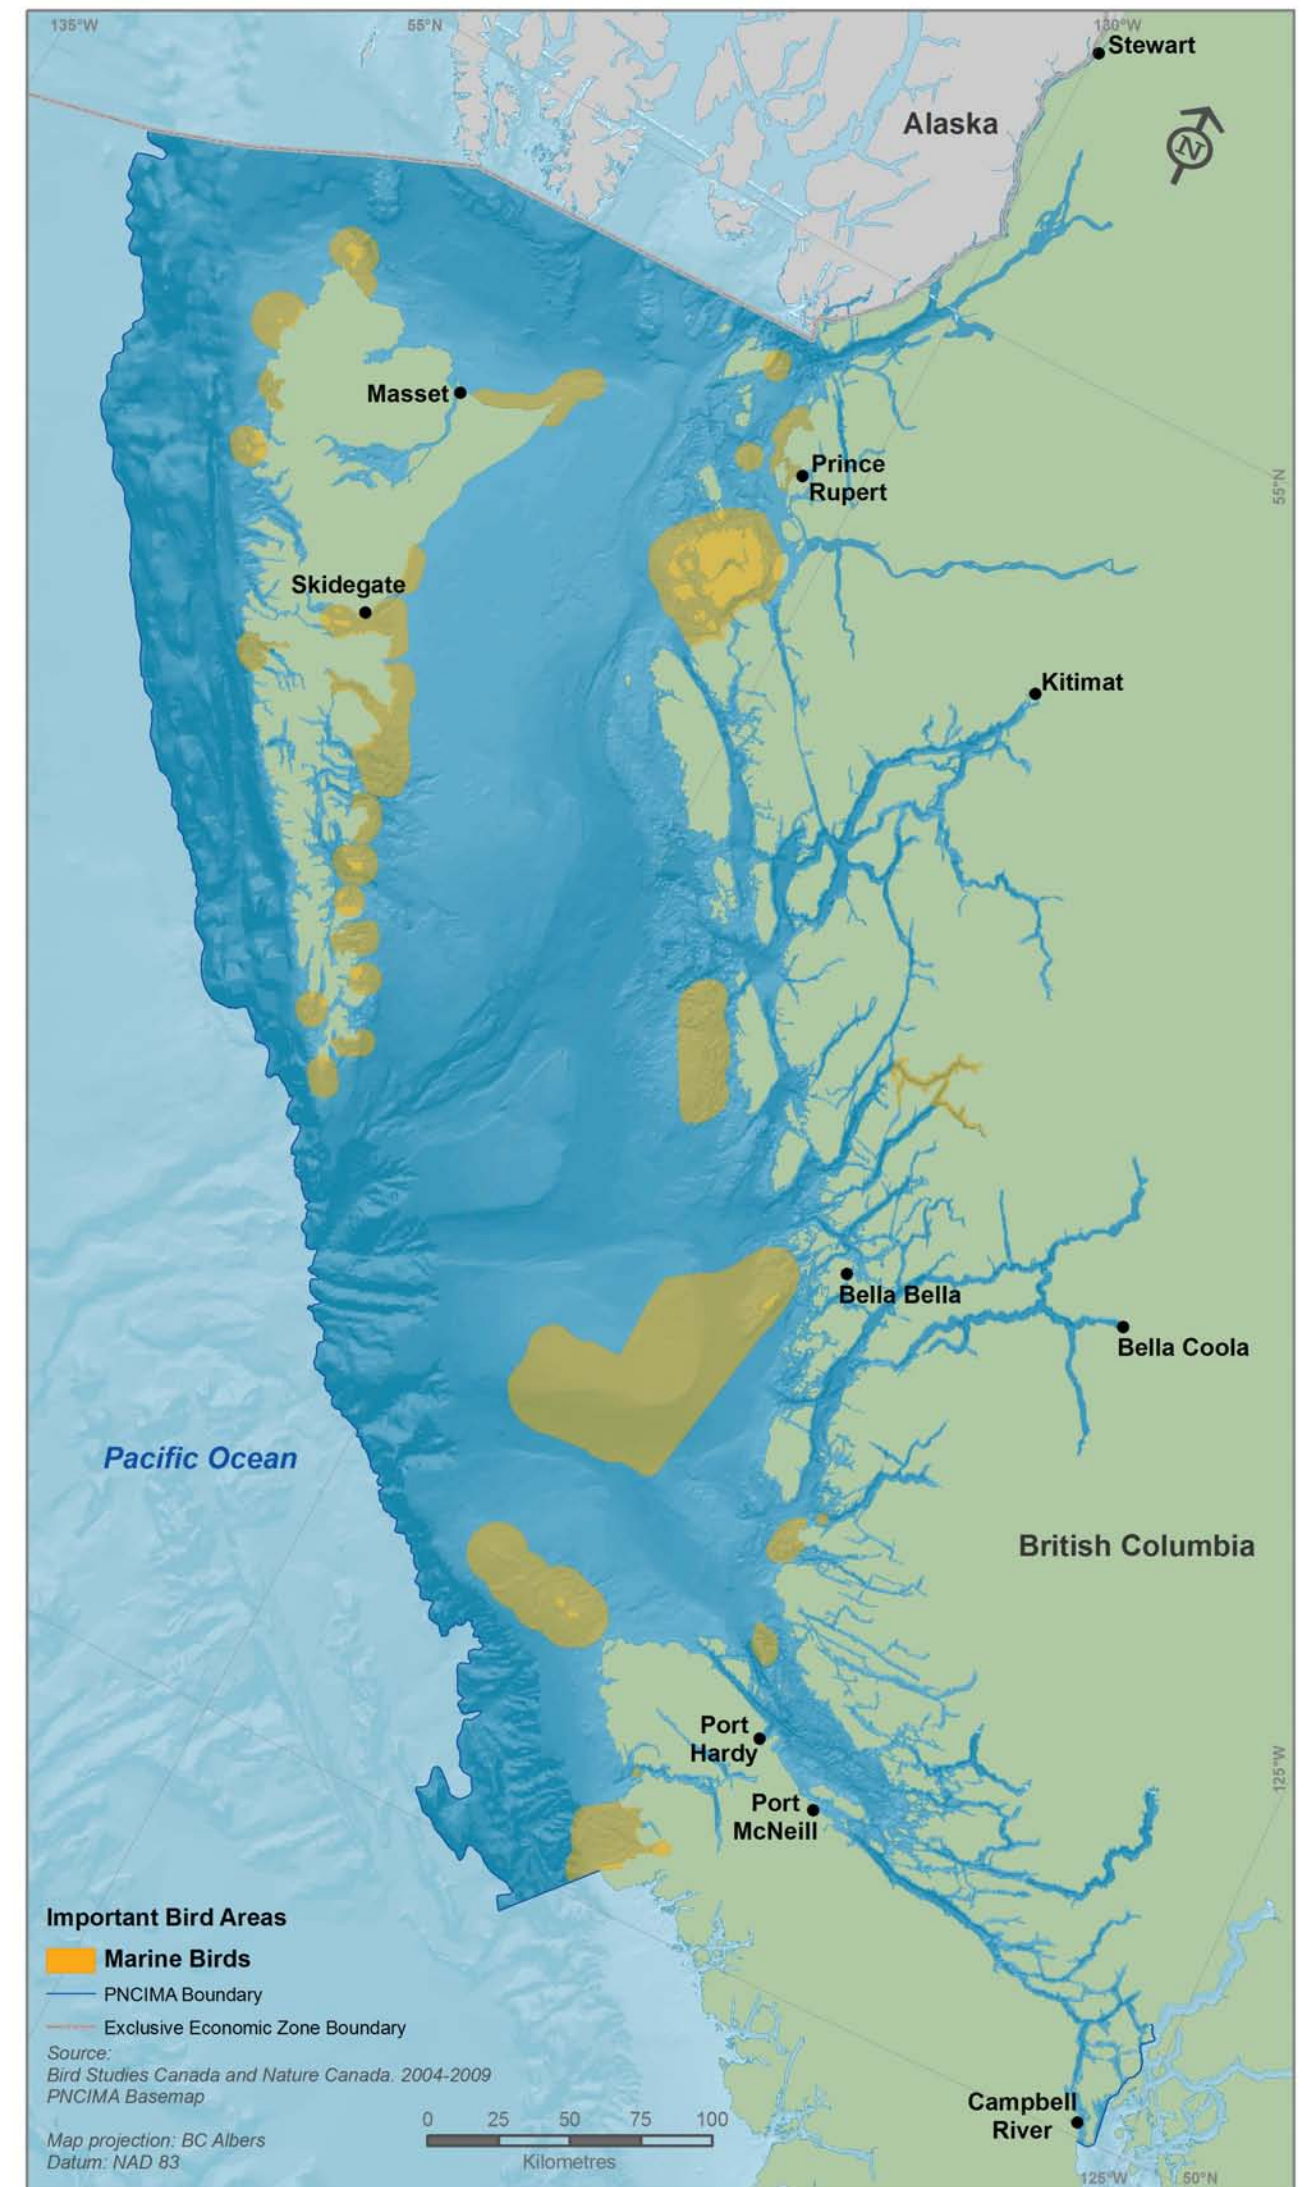 135°W
55°N
130°W
Stewart
Alaska
N
Masset
Prince
Rupert
55°N
Skidegate
Kitimat
Bella Bella
Bella Coola
Pacific Ocean
British Columbia
Port
Hardy
Port
McNeill
125°W
Important Bird Areas
Marine Birds
PNCIMA Boundary
Exclusive Economic Zone Boundary
Source:
Bird Studies Canada and Nature Canada. 2004-2009
PNCIMA Basemap
Map projection: BC Albers
Datum: NAD 83
0 25 50 75 100
Kilometres
Campbell
River
125°W
50°N